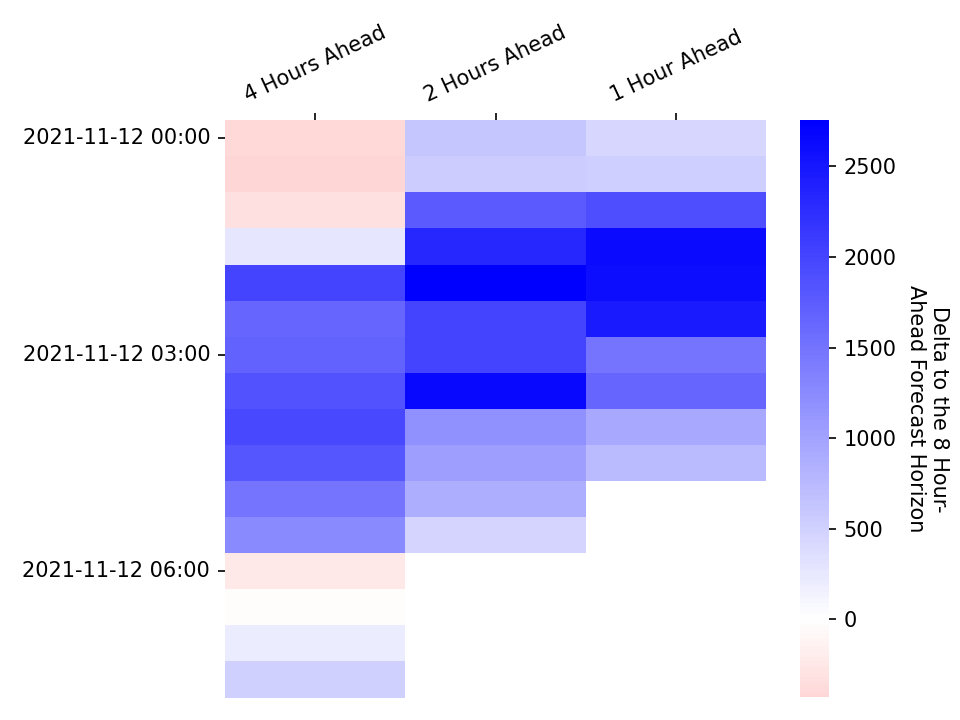 4 Hours Ahead
2 Hours Ahead
1 Hour Ahead
2021-11-12 00:00
2021-11-12 03:00
2021-11-12 06:00
2500
2000
1500
1000
500
0
Delta to the 8 Hour-
Ahead Forecast Horizon